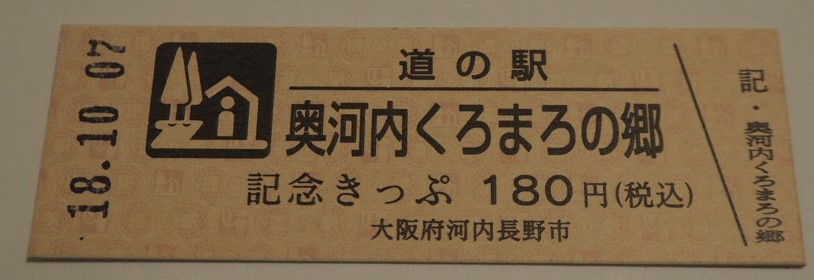 18.10 07
道の駅
奥河内くろまろの郷
記念きっぷ 180円(税込)
大阪府河内長野市
記・奥河内くろまろの郷